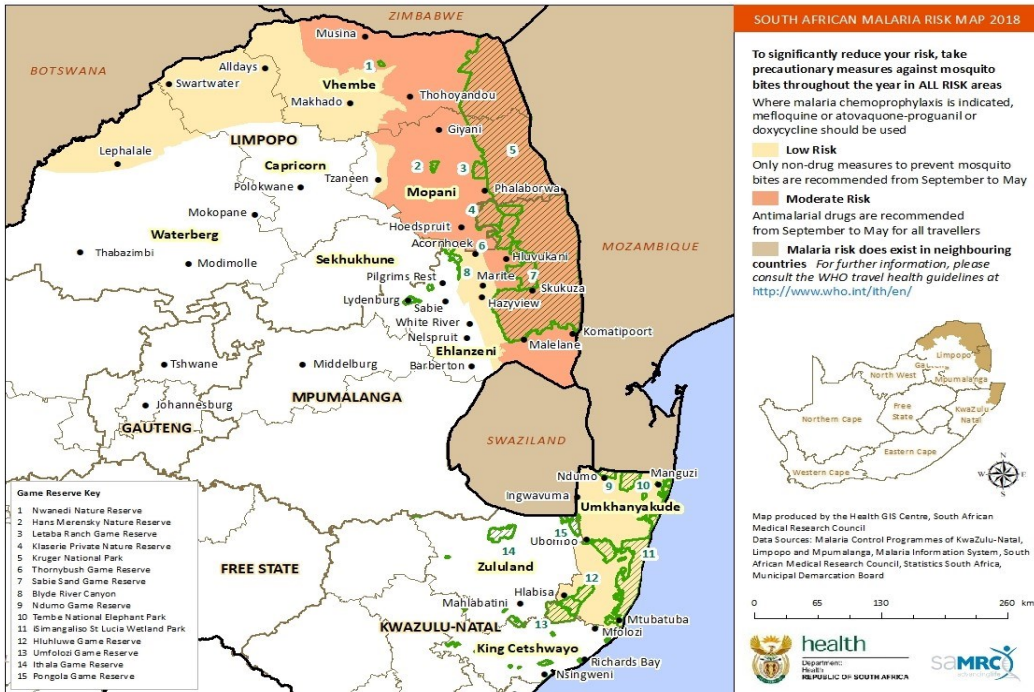 ZIMBABWE
BOTSWANA
Musina
Alldays
Swartwater
1
Vhembe
Makhado
Thohoyandou
Giyani
LIMPOPO
5
Lephalale
Capricorn
2
3
Tzaneen
Polokwane
Mopani
Phalaborwa
Mokopane
4
Waterberg
Hoedspruit
MOZAMBIQUE
Thabazimbi
Modimolle
Sekhukhune
Acornhoek
6
Hluvukani
Pilgrims Rest
8
Marite
7
Skukuza
Lydenburg
Sabie
Hazyview
White River
Nelspruit
Komatipoort
Malelane
Ehlanzeni
Tshwane
Middelburg
Barberton
Johannesburg
MPUMALANGA
GAUTENG
SWAZILAND
Ndumo
9
10
Manguzi
Ingwavuma
Umkhanyakude
15
Ubombo
11
14
FREE STATE
Zululand
12
Hlabisa
Mahlabatini
13
Mtubatuba
KWAZULU-NATAL
Mfolozi
King Cetshwayo
Richards Bay
Nsingweni
Game Reserve Key
1 Nwanedi Nature Reserve
2 Hans Merensky Nature Reserve
3 Letaba Ranch Game Reserve
4 Klaserie Private Nature Reserve
5 Kruger National Park
6 Thornybush Game Reserve
7 Sabie Sand Game Reserve
8 Blyde River Canyon
9 Ndumo Game Reserve
10 Tembe National Elephant Park
11 iSimangaliso St Lucia Wetland Park
12 Hluhluwe Game Reserve
13 Umfolozi Game Reserve
14 Ithala Game Reserve
15 Pongola Game Reserve
SOUTH AFRICAN MALARIA RISK MAP 2018
To significantly reduce your risk, take
precautionary measures against mosquito
bites throughout the year in ALL RISK areas
Where malaria chemoprophylaxis is indicated,
mefloquine or atovaquone-proguanil or
doxycycline should be used
Low Risk
Only non-drug measures to prevent mosquito
bites are recommended from September to May
Moderate Risk
Antimalarial drugs are recommended
from September to May for all travellers
Malaria risk does exist in neighbouring
countries For further information, please
consult the WHO travel health guidelines at
http://www.who.int/ith/en/
Limpopo
North West
Mpumalanga
Free
State
KwaZulu
Natal
Northern Cape
Eastern Cape
Western Cape
N
W
E
S
Map produced by the Health GIS Centre, South African
Medical Research Council
Data Sources: Malaria Control Programmes of KwaZulu-Natal,
Limpopo and Mpumalanga, Malaria Information System, South
African Medical Research Council, Statistics South Africa,
Municipal Demarcation Board
0 65 130 260 km
health
Department:
Health
REPUBLIC OF SOUTH AFRICA
saMRC